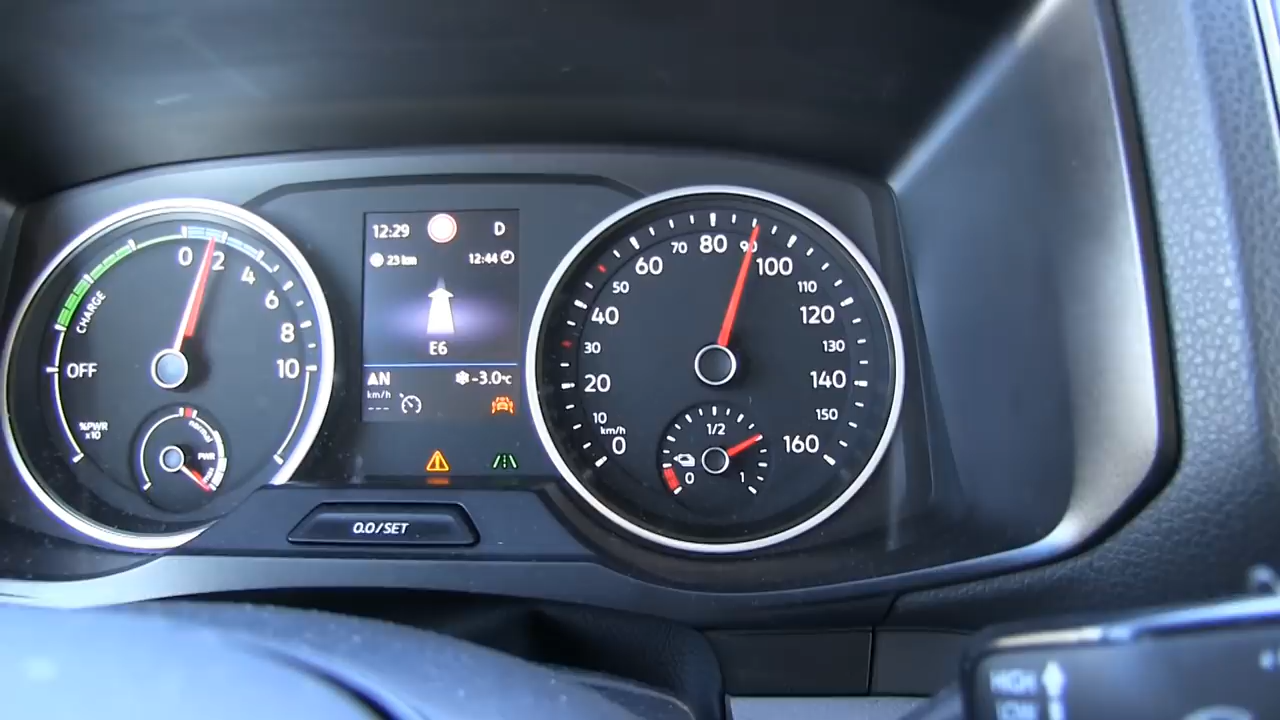 0 2 4 6 8 10
CHARGE
OFF
%PWR
x10
normal
PWR
12:29 D
23 km 12:44
E6
N -3.0°C
km/h
---
0.0/SET
0 10 20 30 40 50 60 70 80 90 100 110 120 130 140 150 160
km/h
1/2
0 1
HIGH
LOW